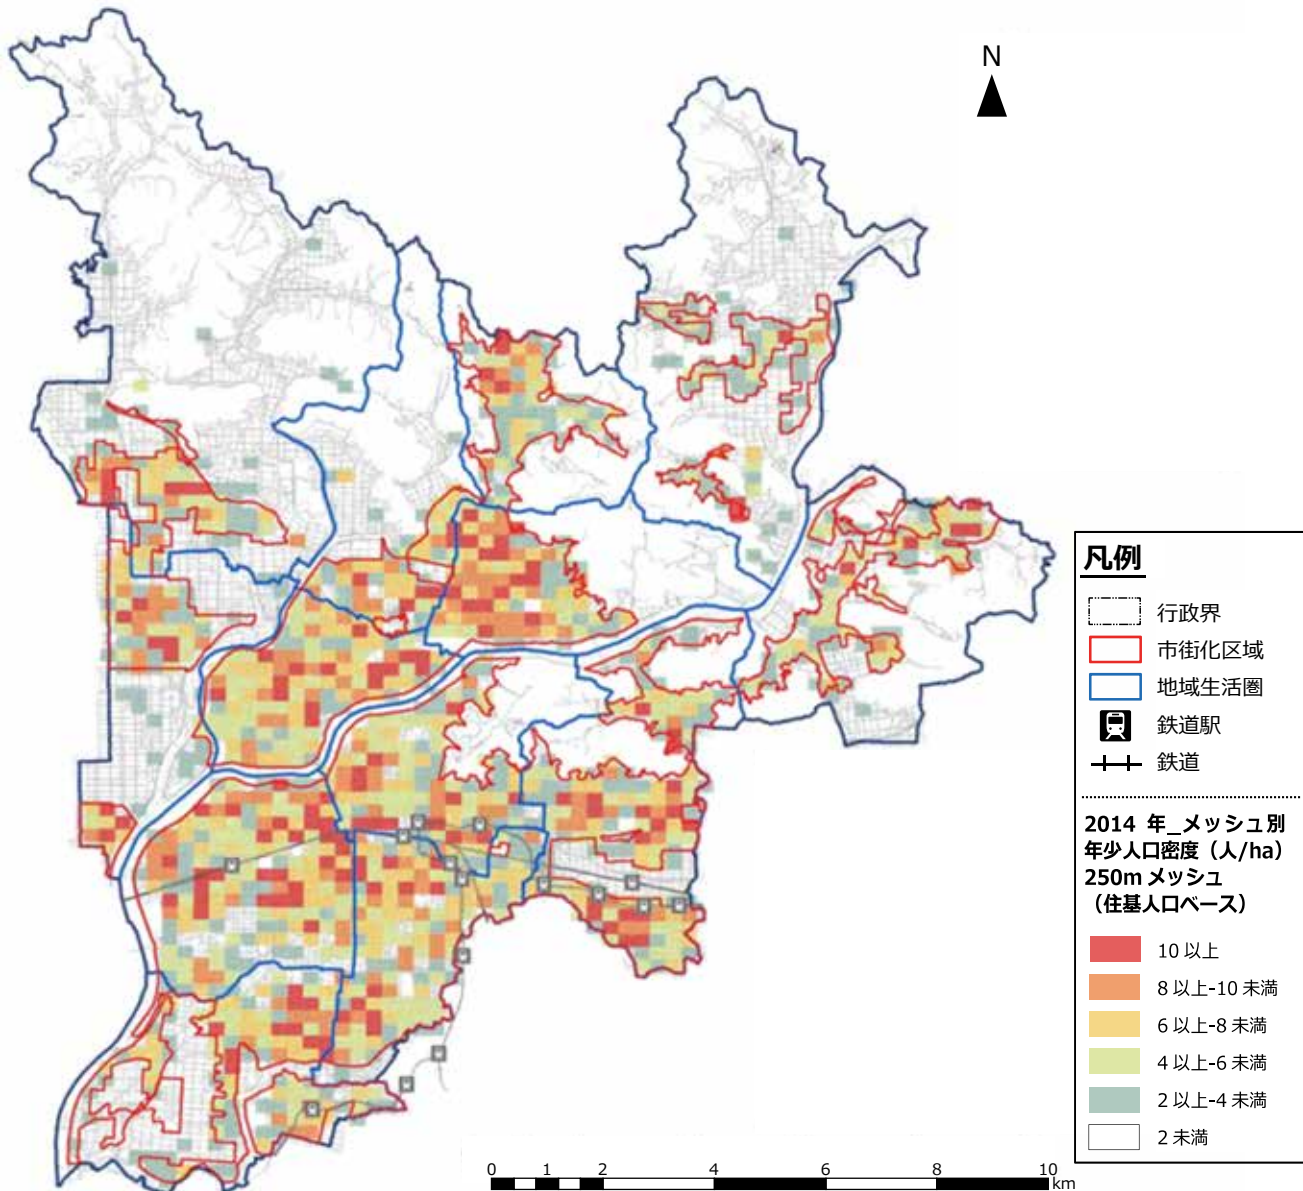 N
凡例
行政界
市街化区域
地域生活圏
鉄道駅
鉄道
2014 年_メッシュ別
年少人口密度（人/ha）
250m メッシュ
（住基人口ベース）
10 以上
8 以上-10 未満
6 以上-8 未満
4 以上-6 未満
2 以上-4 未満
2 未満
0 1 2 4 6 8 10
km